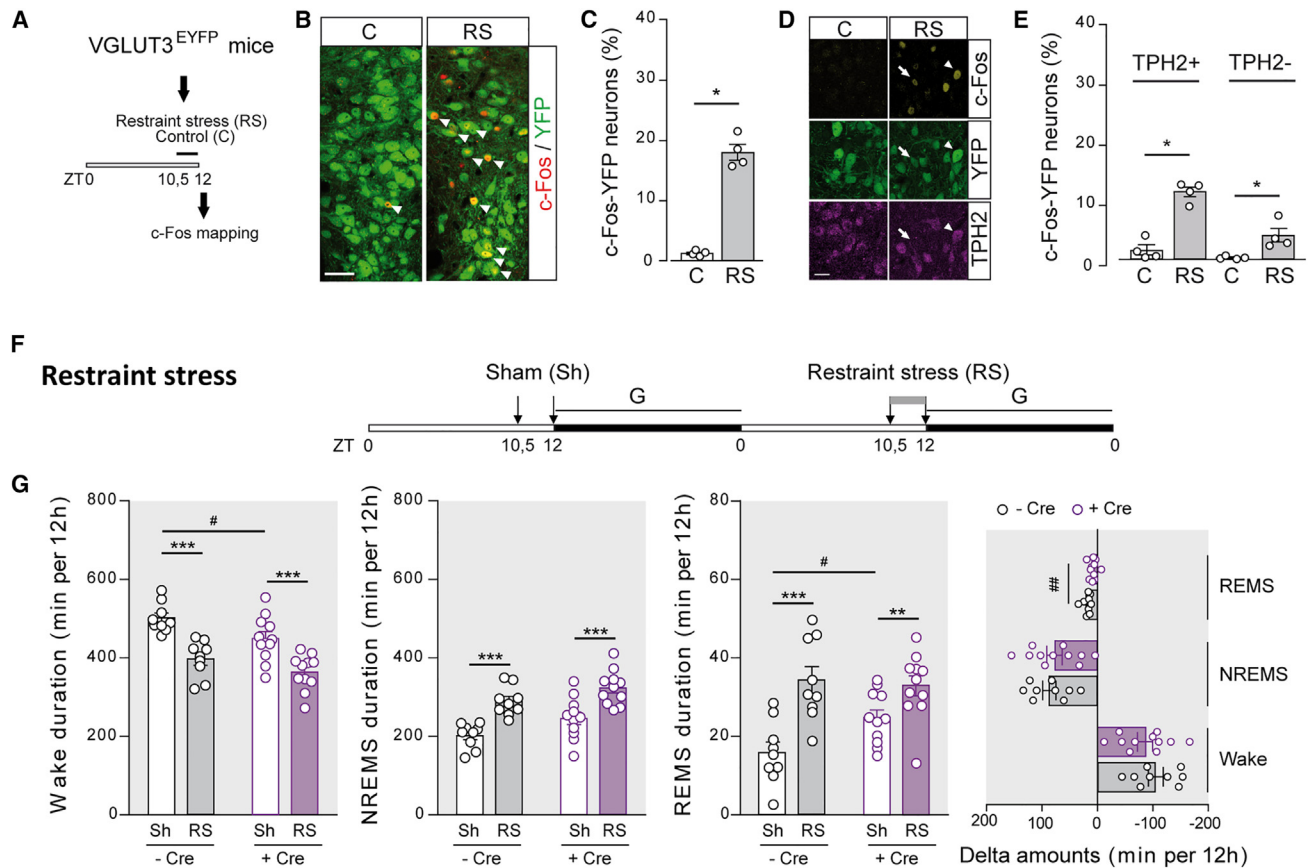 A
VGLUT3EYFP mice
Restraint stress (RS)
Control (C)
ZT0 10,5 12
c-Fos mapping
B
C RS
c-Fos / YFP
C
c-Fos-YFP neurons (%)
40
30
20
10
0
*
C RS
D
C RS
c-Fos
YFP
TPH2
E
c-Fos-YFP neurons (%)
40
30
20
10
0
TPH2+ TPH2-
* *
C RS C RS
F
Restraint stress
Sham (Sh) Restraint stress (RS)
G G
ZT 0 10,5 12 0 10,5 12 0
G
Wake duration (min per 12h)
800
600
400
200
0
#
*** ***
Sh RS Sh RS
- Cre + Cre
NREMS duration (min per 12h)
800
600
400
200
0
*** ***
Sh RS Sh RS
- Cre + Cre
REMS duration (min per 12h)
80
60
40
20
0
#
*** **
Sh RS Sh RS
- Cre + Cre
- Cre + Cre
##
REMS
NREMS
Wake
200 100 0 -100 -200
Delta amounts (min per 12h)